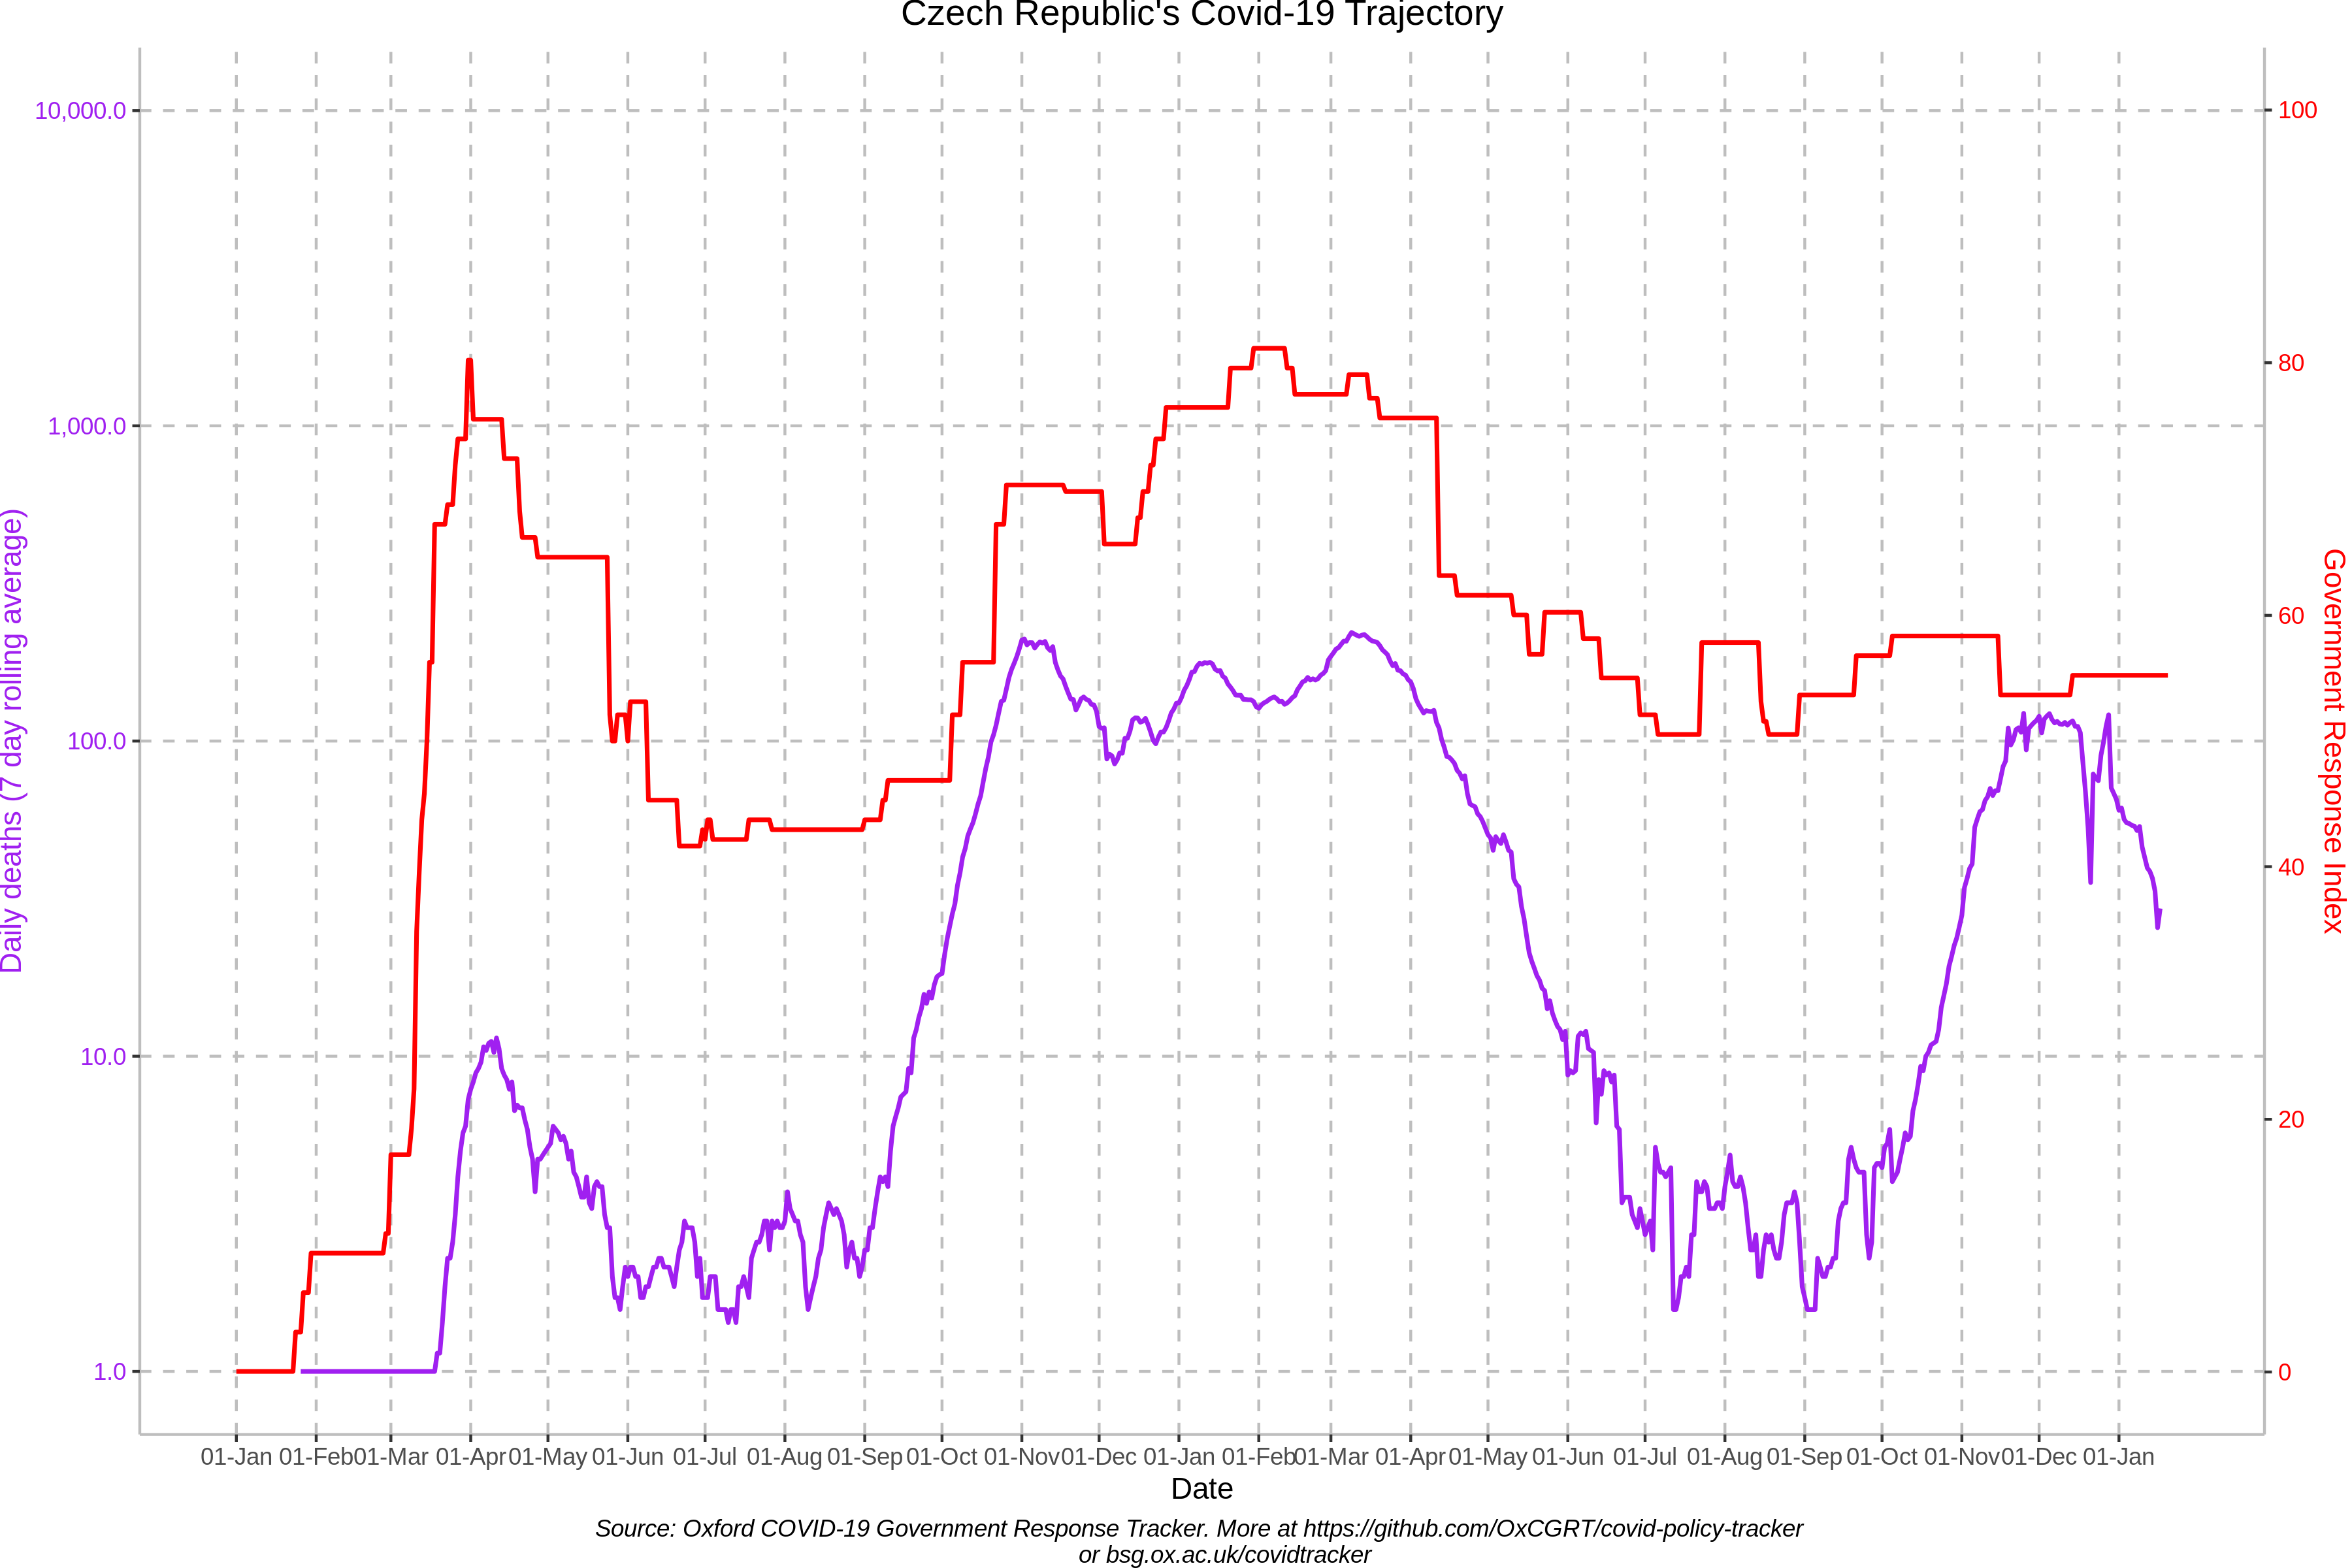 Czech Republic's Covid-19 Trajectory
10,000.0
1,000.0
100.0
10.0
1.0
Daily deaths (7 day rolling average)
100
80
60
40
20
0
Government Response Index
01-Jan 01-Feb 01-Mar 01-Apr 01-May 01-Jun 01-Jul 01-Aug 01-Sep 01-Oct 01-Nov 01-Dec 01-Jan 01-Feb 01-Mar 01-Apr 01-May 01-Jun 01-Jul 01-Aug 01-Sep 01-Oct 01-Nov 01-Dec 01-Jan
Date
Source: Oxford COVID-19 Government Response Tracker. More at https://github.com/OxCGRT/covid-policy-tracker
or bsg.ox.ac.uk/covidtracker